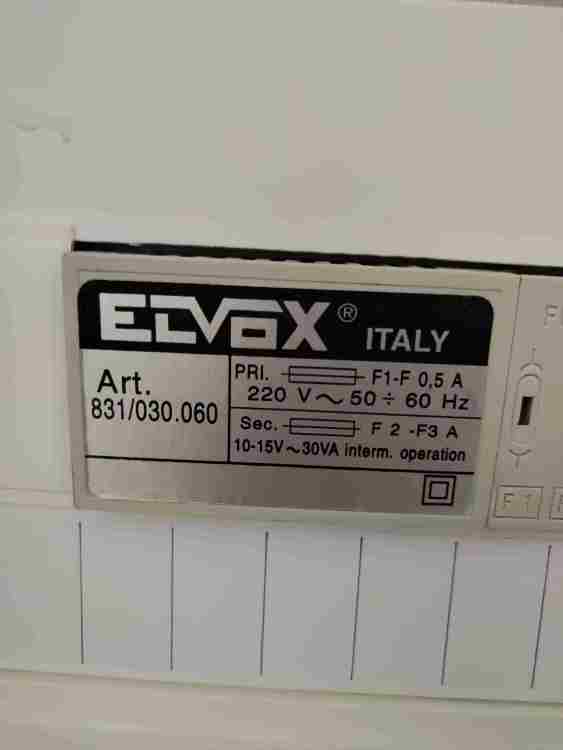 ELVOX® ITALY
Art.
831/030.060
PRI. F1-F 0,5 A
220 V ~ 50 ÷ 60 Hz
Sec. F 2 -F3 A
10-15V~30VA interm. operation
F1